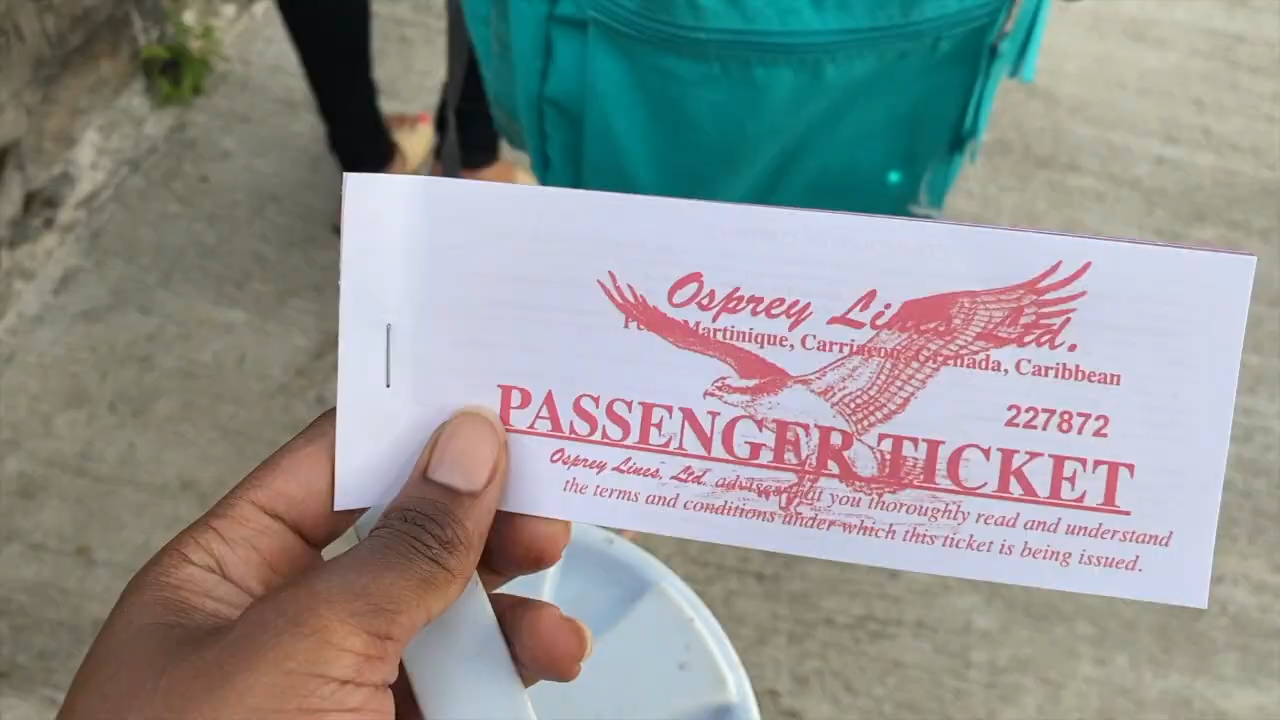 Osprey Lines Ltd.
Petite Martinique, Carriacou, Grenada, Caribbean
227872
PASSENGER TICKET
Osprey Lines, Ltd. advises that you thoroughly read and understand
the terms and conditions under which this ticket is being issued.